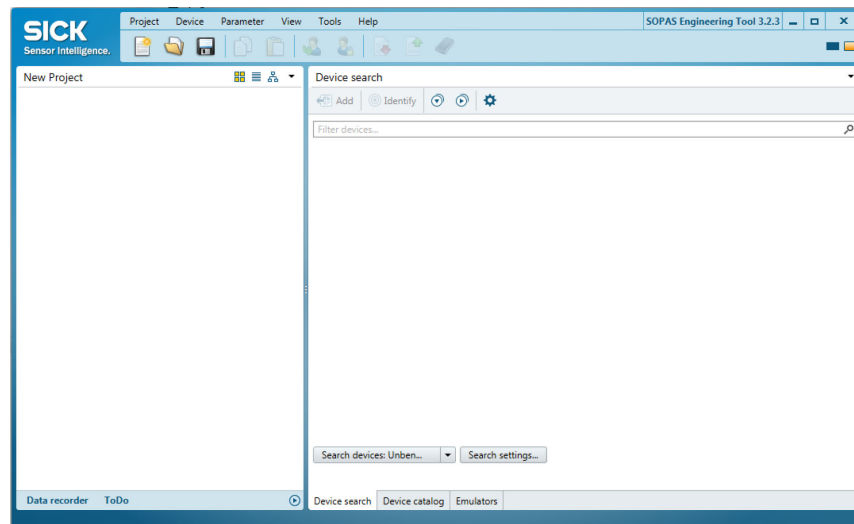 SICK
Sensor Intelligence.
Project Device Parameter View Tools Help
SOPAS Engineering Tool 3.2.3
New Project
Device search
Add Identify
Filter devices...
Search devices: Unben... Search settings...
Data recorder ToDo
Device search Device catalog Emulators